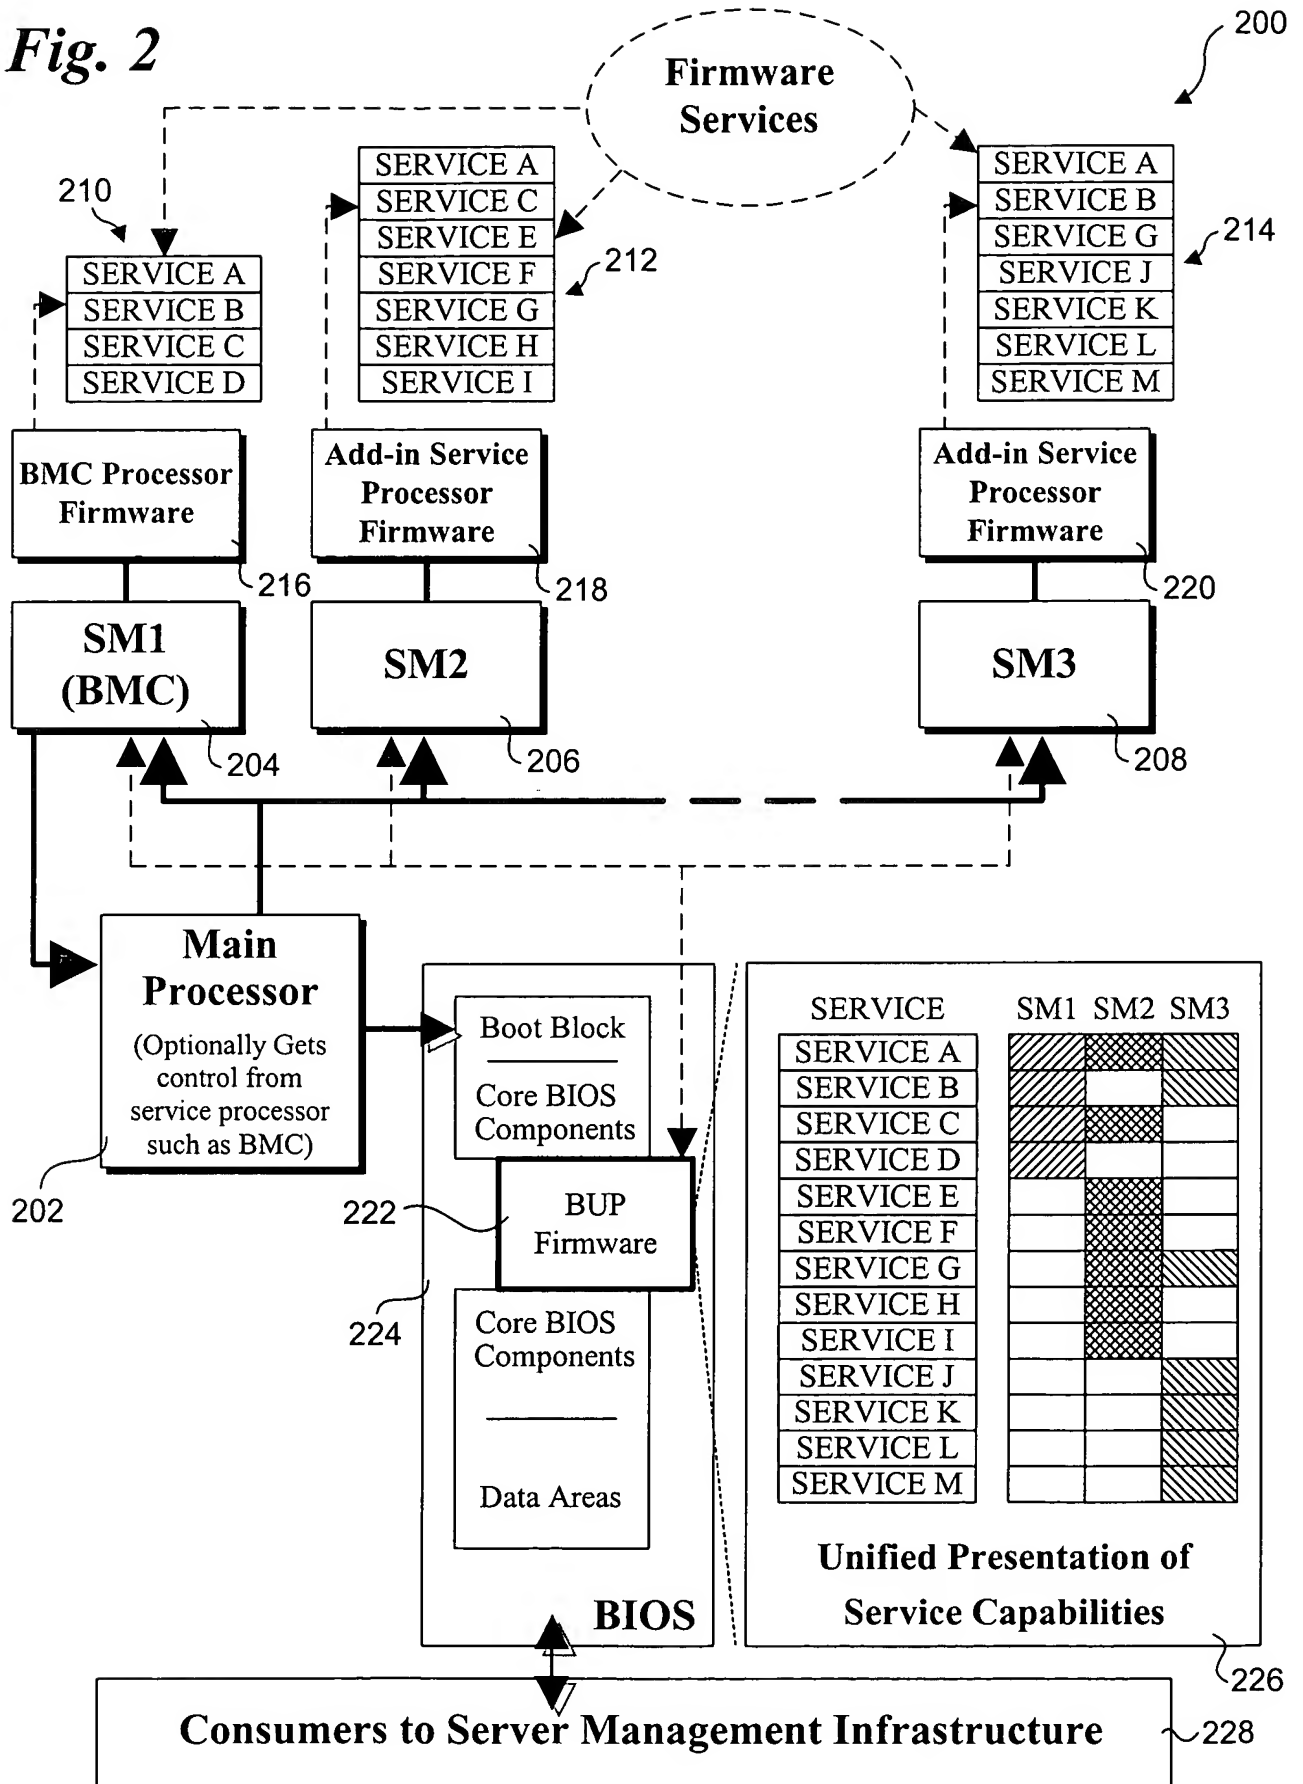 Fig. 2
200
Firmware
Services
210
SERVICE A
SERVICE B
SERVICE C
SERVICE D
SERVICE A
SERVICE C
SERVICE E
SERVICE F
SERVICE G
SERVICE H
SERVICE I
212
SERVICE A
SERVICE B
SERVICE G
SERVICE J
SERVICE K
SERVICE L
SERVICE M
214
BMC Processor
Firmware
216
Add-in Service
Processor
Firmware
218
Add-in Service
Processor
Firmware
220
SM1
(BMC)
204
SM2
206
SM3
208
Main
Processor
(Optionally Gets
control from
service processor
such as BMC)
202
Boot Block
Core BIOS
Components
222
BUP
Firmware
224
Core BIOS
Components
Data Areas
BIOS
SERVICE SM1 SM2 SM3
SERVICE A
SERVICE B
SERVICE C
SERVICE D
SERVICE E
SERVICE F
SERVICE G
SERVICE H
SERVICE I
SERVICE J
SERVICE K
SERVICE L
SERVICE M
Unified Presentation of
Service Capabilities
226
Consumers to Server Management Infrastructure
228